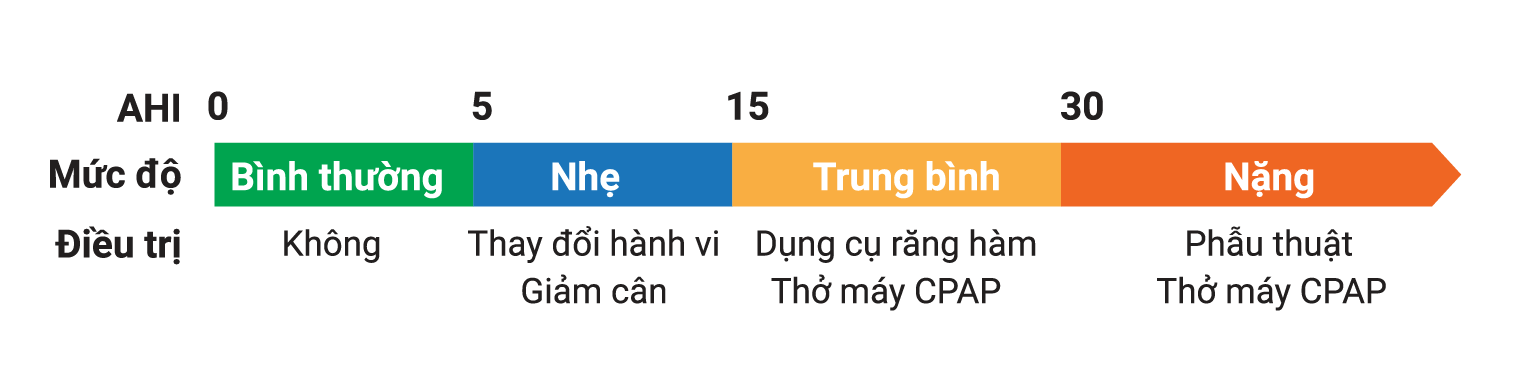 AHI 0 5 15 30
Mức độ Bình thường Nhẹ Trung bình Nặng
Điều trị Không Thay đổi hành vi Dụng cụ răng hàm Phẫu thuật
Giảm cân Thở máy CPAP Thở máy CPAP